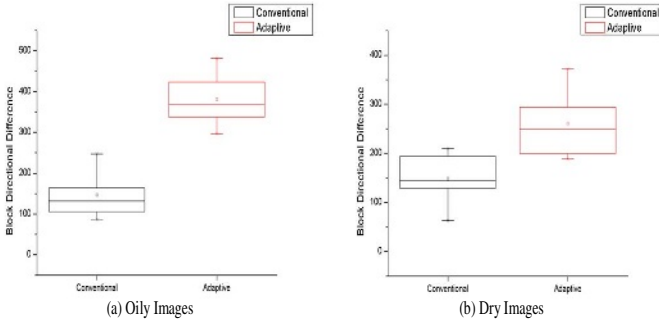 Conventional
Adaptive
Block Directional Difference
500
400
300
200
100
0
Conventional
Adaptive
(a) Oily Images
Conventional
Adaptive
Block Directional Difference
400
300
200
100
0
Conventional
Adaptive
(b) Dry Images